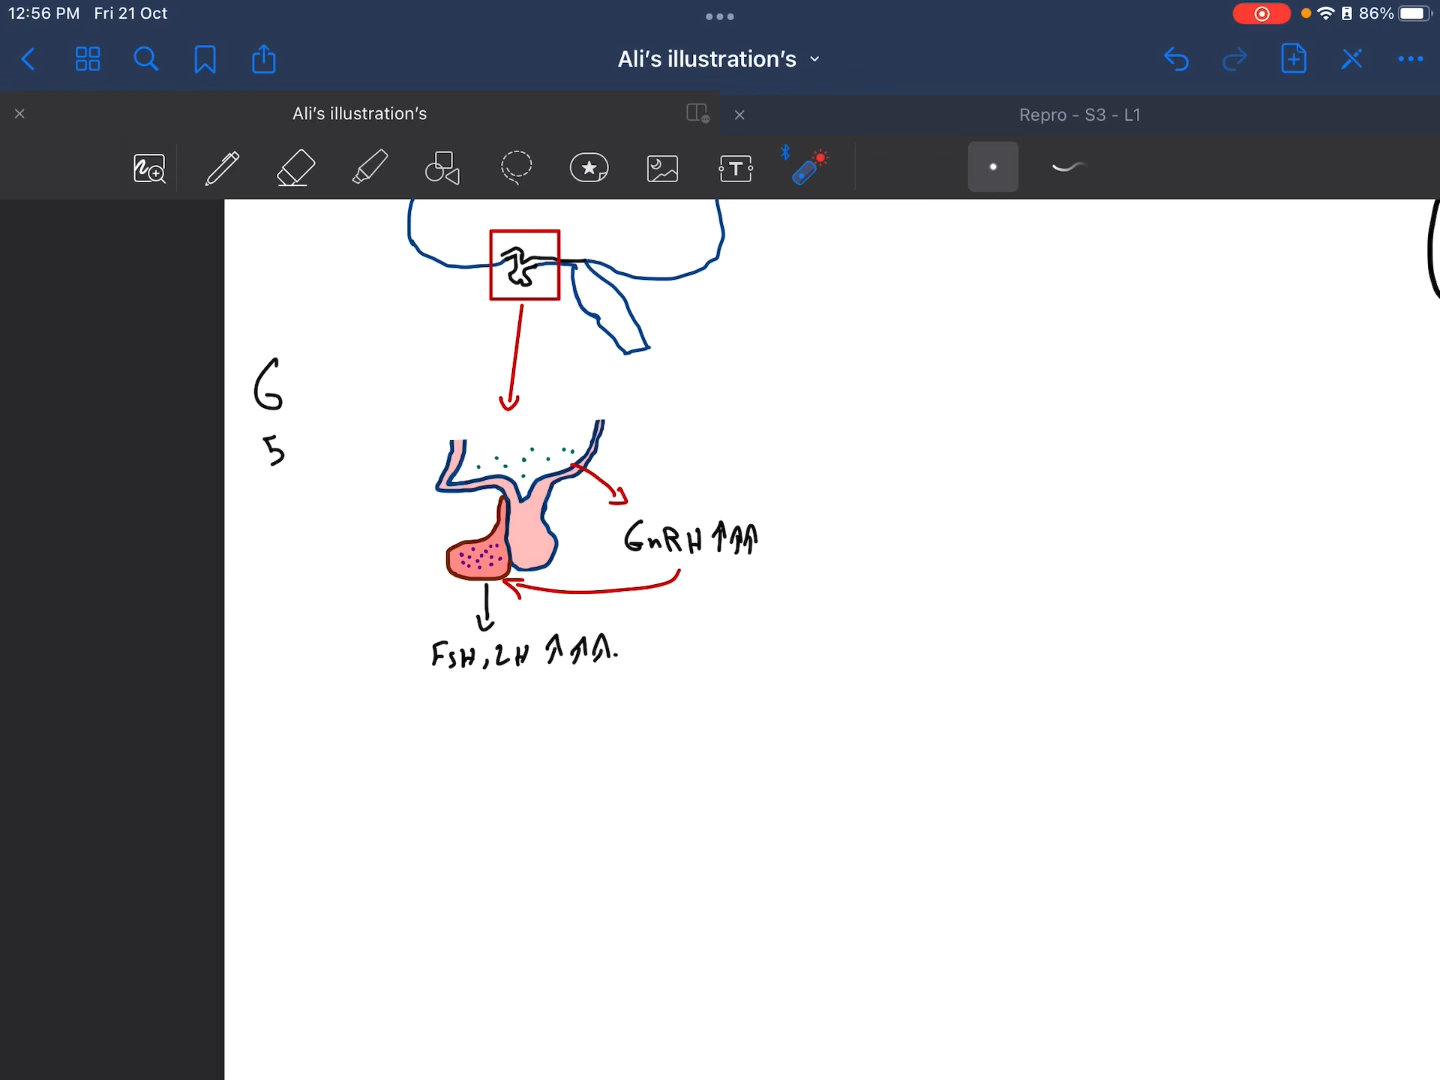 12:56 PM Fri 21 Oct
86%
Ali's illustration's
Ali's illustration's
Repro - S3 - L1
T
6
5
GnRH ↑↑↑
FSH, LH ↑↑↑.